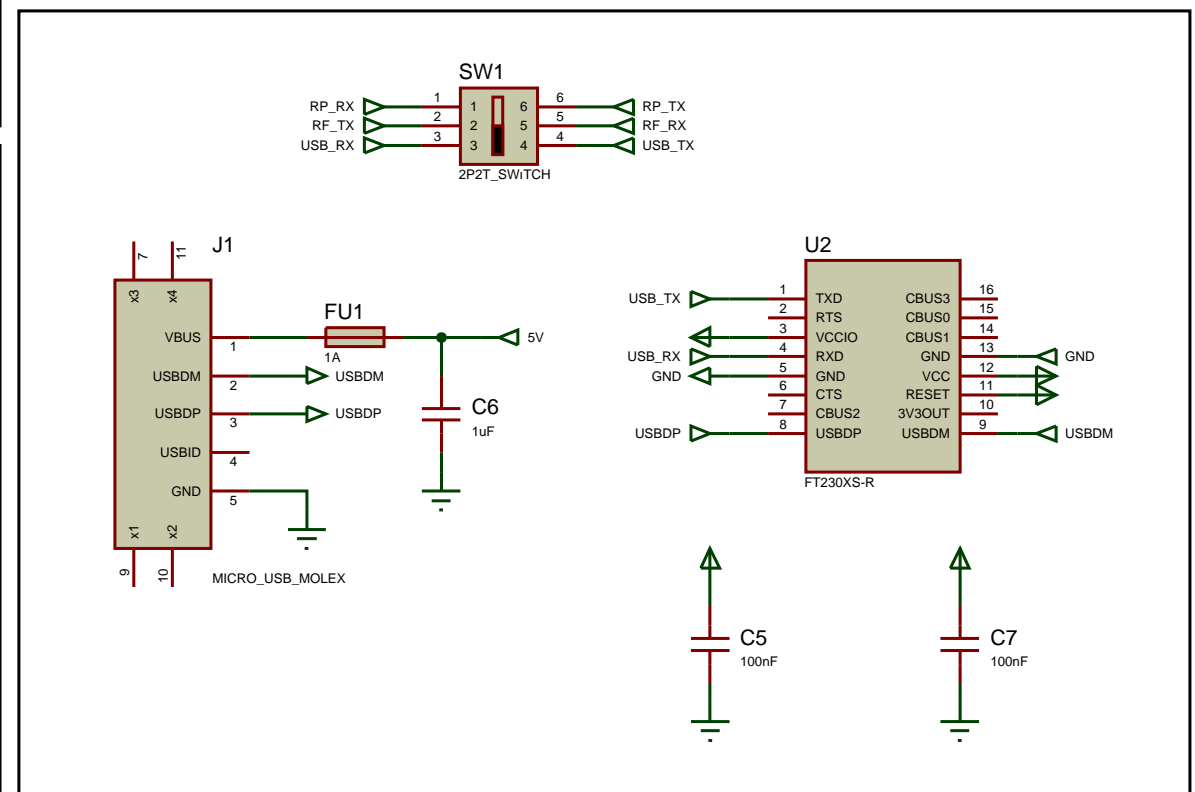 SW1
RP_RX 1 1 6 6 RP_TX
RF_TX 2 2 5 5 RF_RX
USB_RX 3 3 4 4 USB_TX
2P2T_SWITCH
J1
7 11
x3 x4
VBUS 1
USBDM 2 USBDM
USBDP 3 USBDP
USBID 4
GND 5
x1 x2
9 10
MICRO_USB_MOLEX
FU1
1A
5V
C6
1uF
U2
USB_TX 1 TXD CBUS3 16
2 RTS CBUS0 15
3 VCCIO CBUS1 14
USB_RX 4 RXD GND 13 GND
GND 5 GND VCC 12
6 CTS RESET 11
7 CBUS2 3V3OUT 10
USBDP 8 USBDP USBDM 9 USBDM
FT230XS-R
C5
100nF
C7
100nF